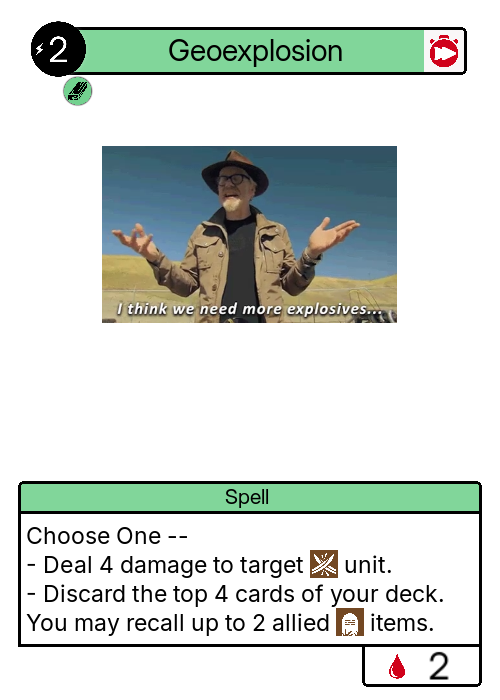 2
Geoexplosion
I think we need more explosives...
Spell
Choose One --
- Deal 4 damage to target unit.
- Discard the top 4 cards of your deck.
You may recall up to 2 allied items.
2